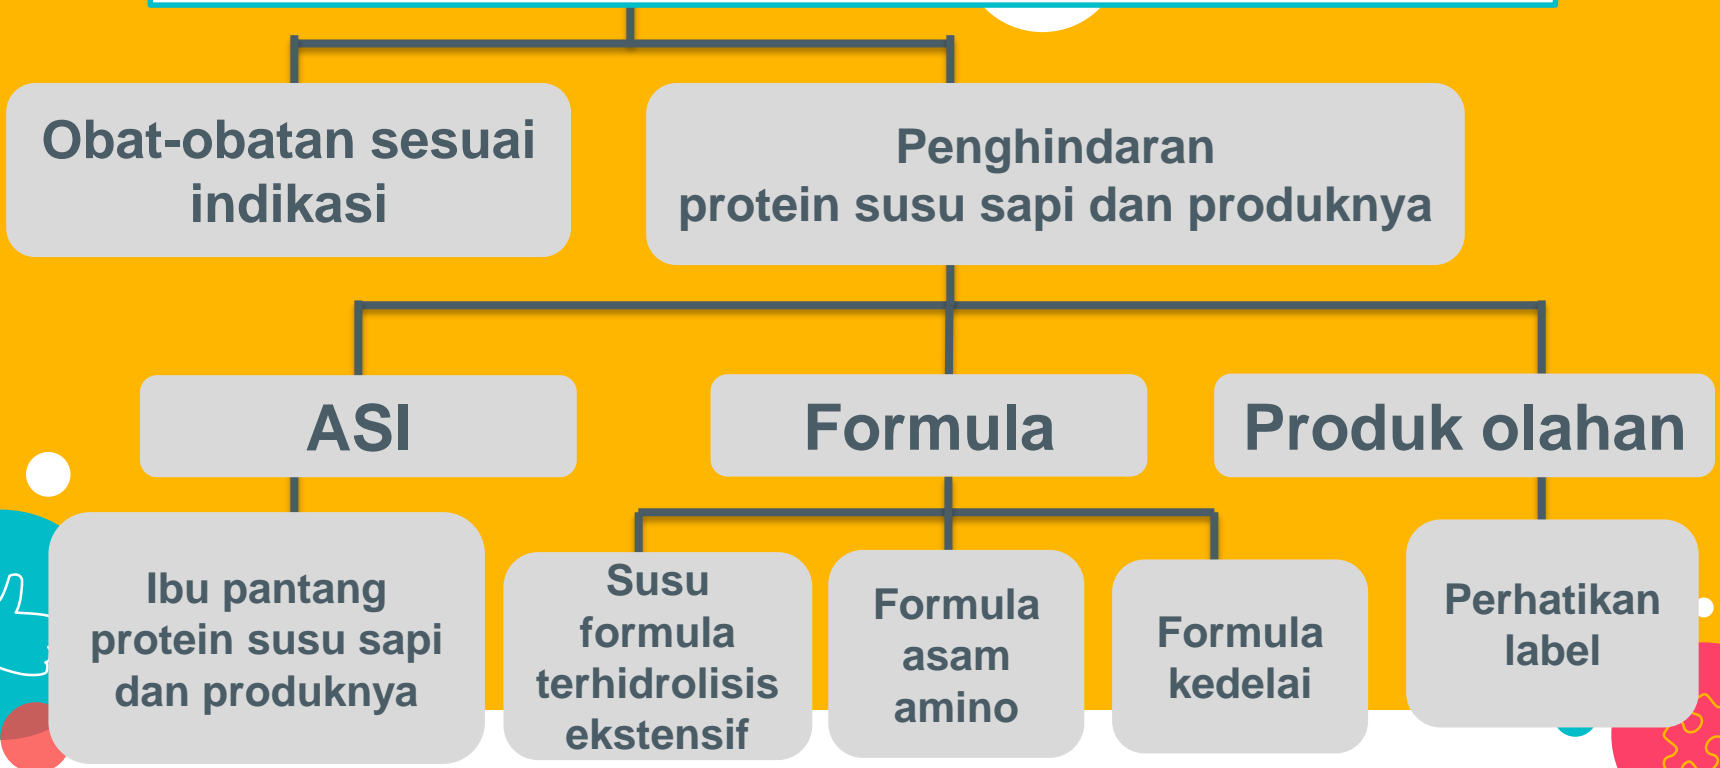 Obat-obatan sesuai
indikasi
Penghindaran
protein susu sapi dan produknya
ASI
Formula
Produk olahan
Ibu pantang
protein susu sapi
dan produknya
Susu
formula
terhidrolisis
ekstensif
Formula
asam
amino
Formula
kedelai
Perhatikan
label